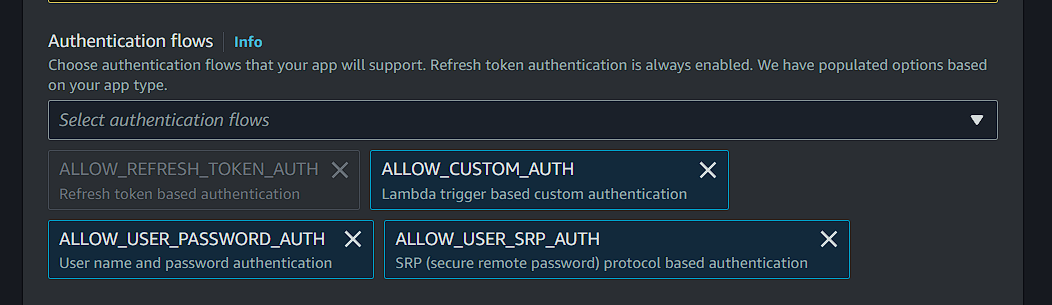 Authentication flows Info
Choose authentication flows that your app will support. Refresh token authentication is always enabled. We have populated options based
on your app type.
Select authentication flows
ALLOW_REFRESH_TOKEN_AUTH
Refresh token based authentication
ALLOW_CUSTOM_AUTH
Lambda trigger based custom authentication
ALLOW_USER_PASSWORD_AUTH
User name and password authentication
ALLOW_USER_SRP_AUTH
SRP (secure remote password) protocol based authentication